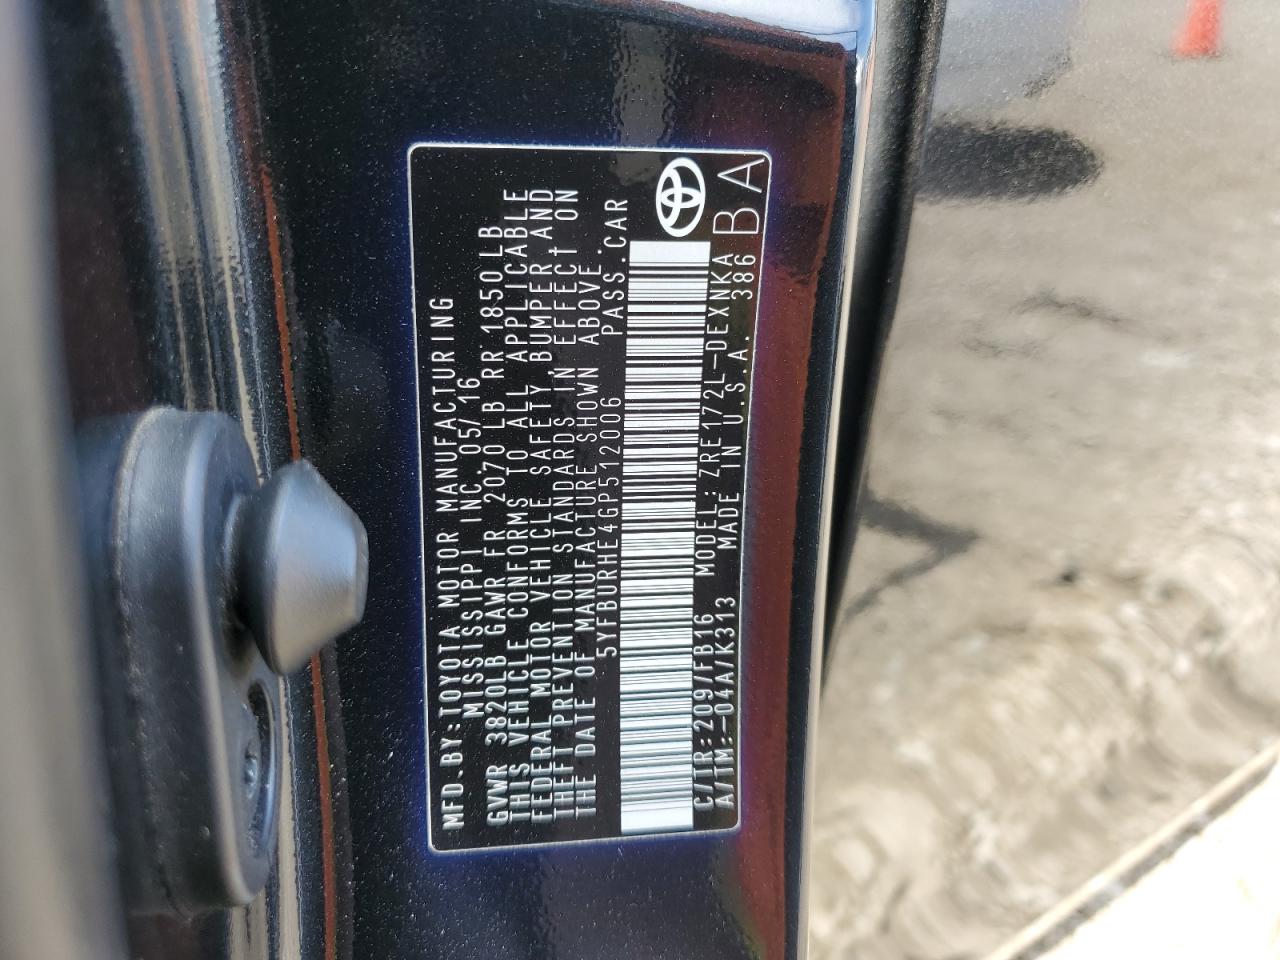 MFD.BY:TOYOTA MOTOR MANUFACTURING
MISSISSIPPI INC. 05/16
GVWR 3820LB GAWR FR 2070 LB RR 1850 LB
THIS VEHICLE CONFORMS TO ALL APPLICABLE
FEDERAL MOTOR VEHICLE SAFETY BUMPER AND
THEFT PREVENTION STANDARDS IN EFFECT ON
THE DATE OF MANUFACTURE SHOWN ABOVE.
5YFBURHE4GP512006 PASS.CAR
C/TR:209/FB16 MODEL:ZRE172L-DEXNKA
A/TM:-04A/K313 MADE IN U.S.A. 386 BA